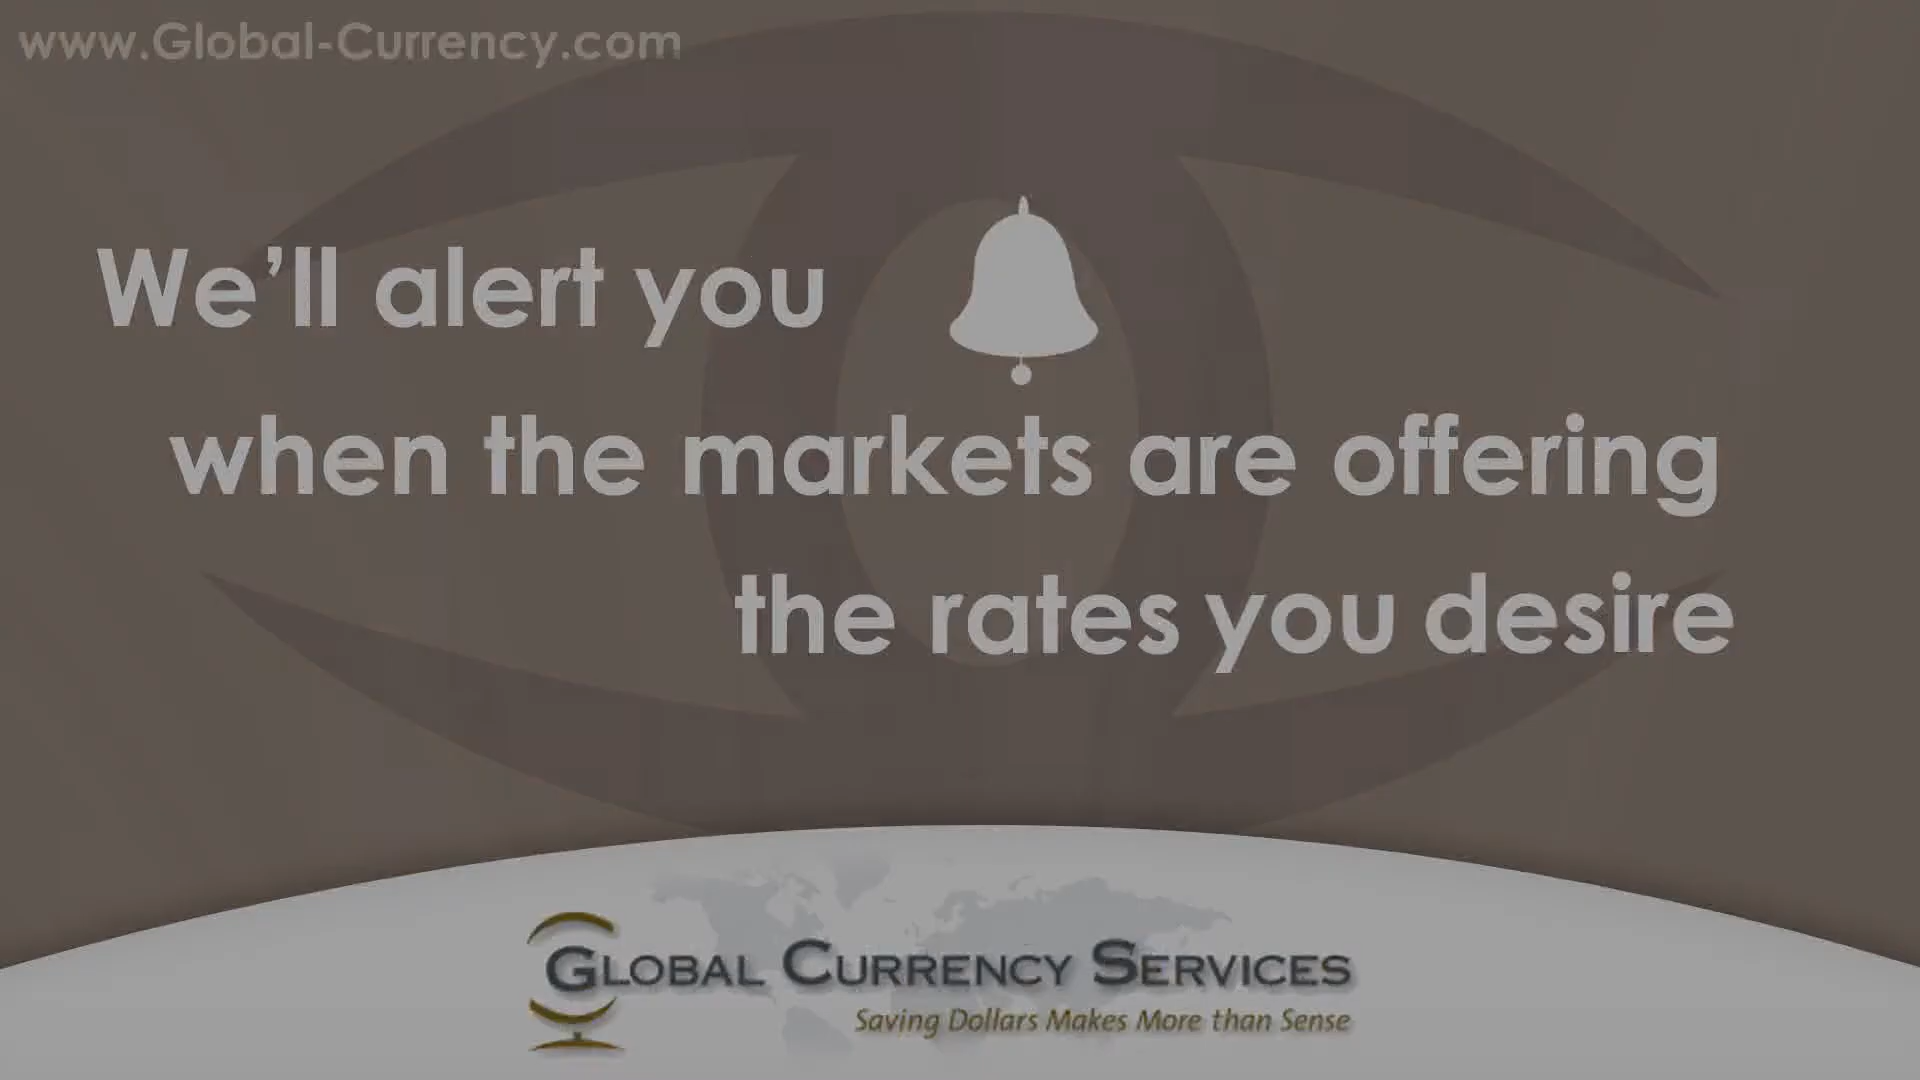 www.Global-Currency.com
We’ll alert you
when the markets are offering
the rates you desire
GLOBAL CURRENCY SERVICES
Saving Dollars Makes More than Sense